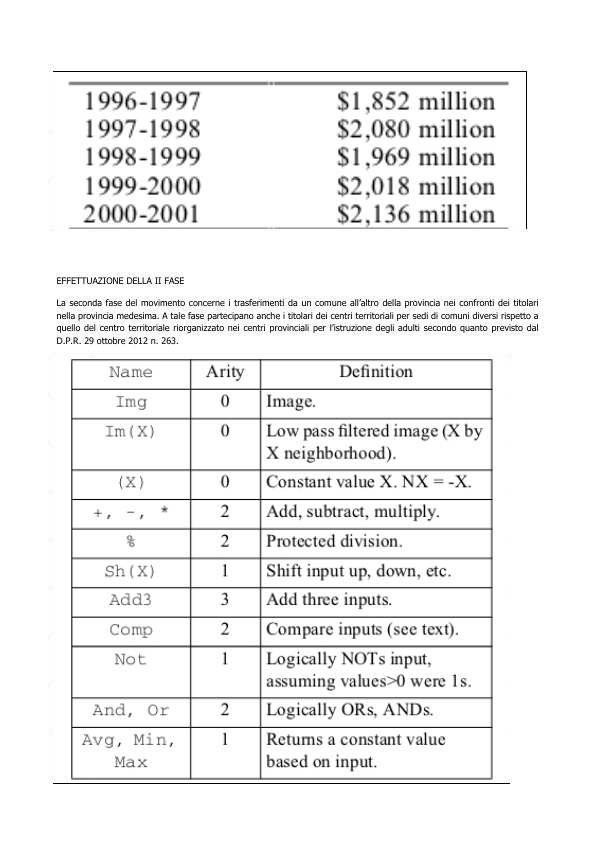 1996-1997 $1,852 million
1997-1998 $2,080 million
1998-1999 $1,969 million
1999-2000 $2,018 million
2000-2001 $2,136 million
EFFETTUAZIONE DELLA II FASE
La seconda fase del movimento concerne i trasferimenti da un comune all’altro della provincia nei confronti dei titolari
nella provincia medesima. A tale fase partecipano anche i titolari dei centri territoriali per sedi di comuni diversi rispetto a
quello del centro territoriale riorganizzato nei centri provinciali per l’istruzione degli adulti secondo quanto previsto dal
D.P.R. 29 ottobre 2012 n. 263.
Name Arity Definition
Img 0 Image.
Im(X) 0 Low pass filtered image (X by
X neighborhood).
(X) 0 Constant value X. NX = -X.
+, -, * 2 Add, subtract, multiply.
% 2 Protected division.
Sh(X) 1 Shift input up, down, etc.
Add3 3 Add three inputs.
Comp 2 Compare inputs (see text).
Not 1 Logically NOTs input,
assuming values>0 were 1s.
And, Or 2 Logically ORs, ANDs.
Avg, Min, 1 Returns a constant value
Max based on input.